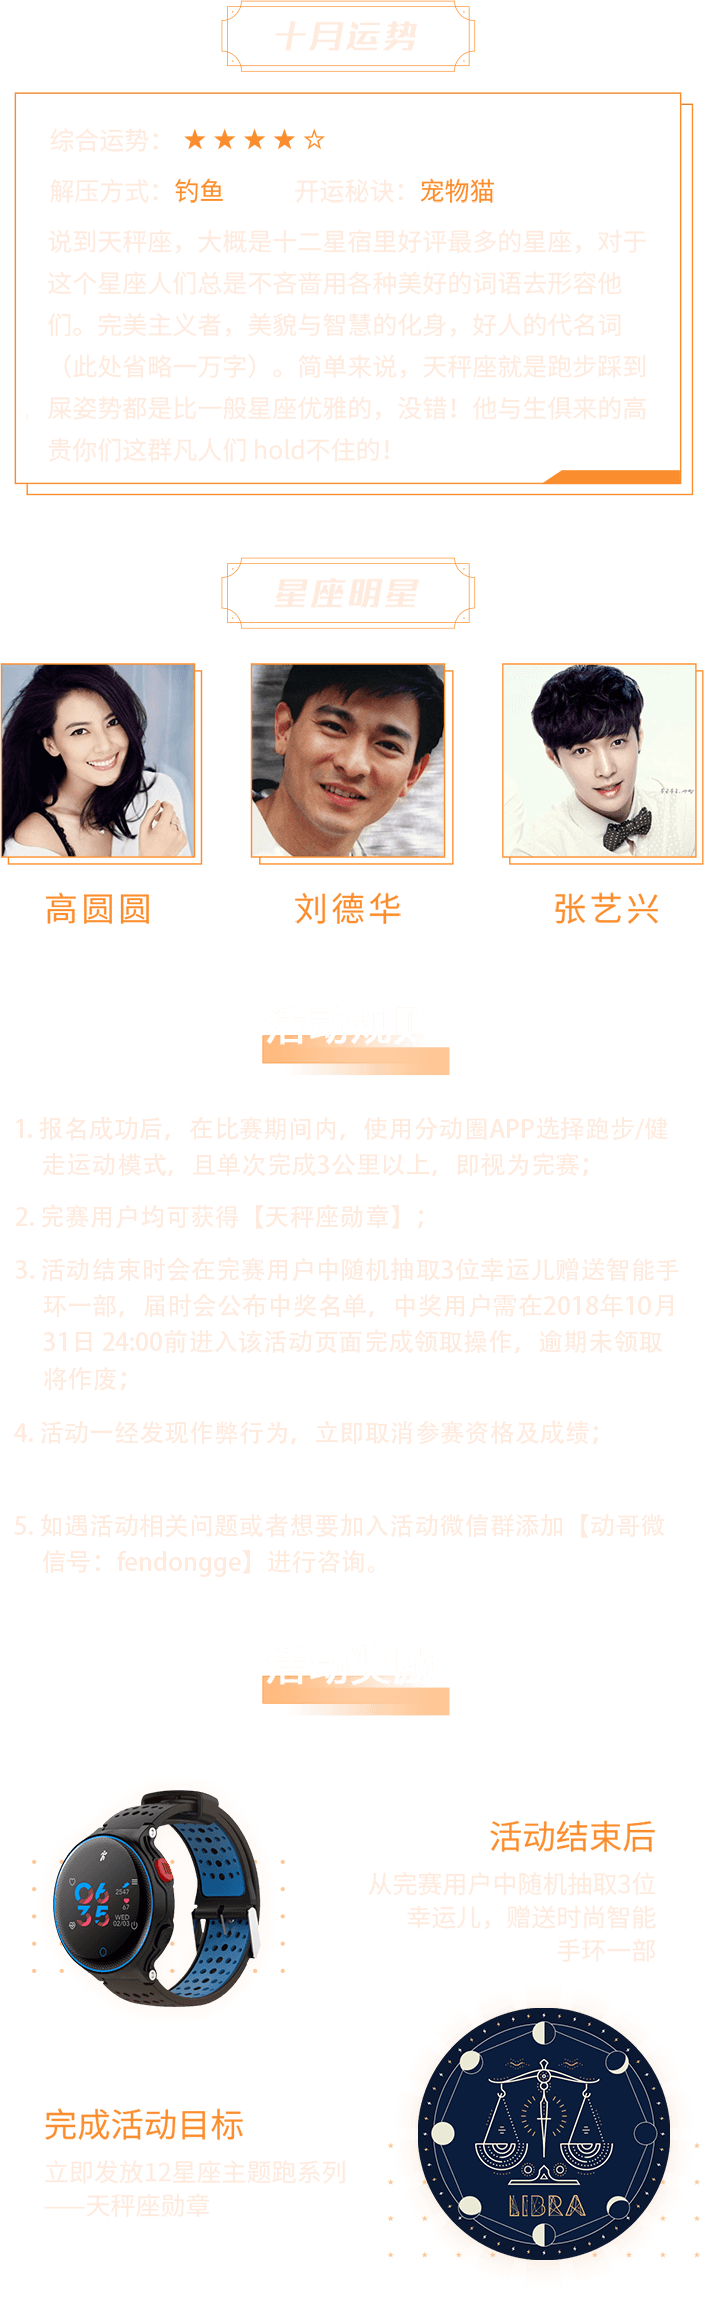 十月运势
综合运势：★★★★☆
解压方式：钓鱼 开运秘诀：宠物猫
说到天秤座，大概是十二星宿里好评最多的星座，对于
这个星座人们总是不吝啬用各种美好的词语去形容他
们。完美主义者，美貌与智慧的化身，好人的代名词
（此处省略一万字）。简单来说，天秤座就是跑步踩到
屎姿势都是比一般星座优雅的，没错！他与生俱来的高
贵你们这群凡人们 hold不住的！
星座明星
高圆圆
刘德华
张艺兴
活动规则
1. 报名成功后，在比赛期间内，使用分动圈APP选择跑步/健
走运动模式，且单次完成3公里以上，即视为完赛；
2. 完赛用户均可获得【天秤座勋章】；
3. 活动结束时会在完赛用户中随机抽取3位幸运儿赠送智能手
环一部，届时会公布中奖名单，中奖用户需在2018年10月
31日 24:00前进入该活动页面完成领取操作，逾期未领取
将作废；
4. 活动一经发现作弊行为，立即取消参赛资格及成绩；
5. 如遇活动相关问题或者想要加入活动微信群添加【动哥微
信号：fendongge】进行咨询。
活动奖励
06
35
2547
67
WED
02/03
活动结束后
从完赛用户中随机抽取3位
幸运儿，赠送时尚智能
手环一部
完成活动目标
立即发放12星座主题跑系列
——天秤座勋章
LIBRA